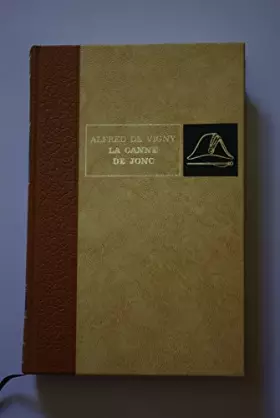 ALFRED DE VIGNY
LA CANNE
DE JONC